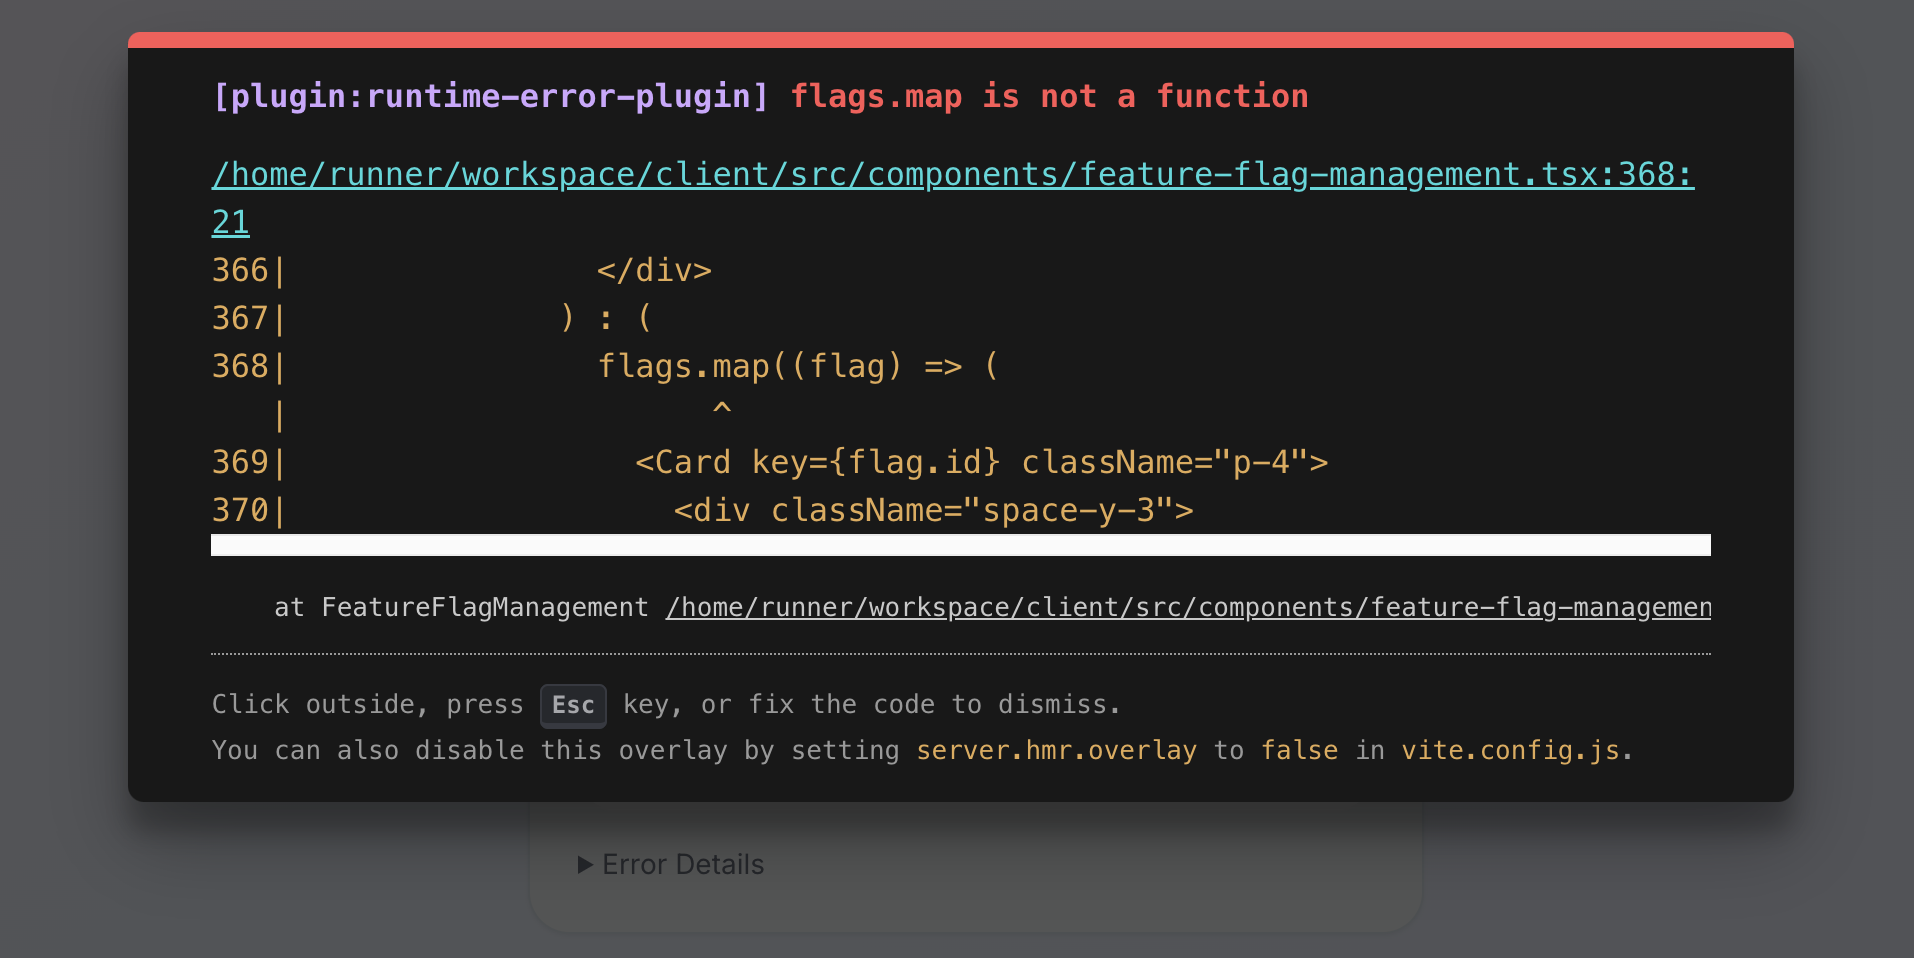 [plugin:runtime-error-plugin] flags.map is not a function
/home/runner/workspace/client/src/components/feature-flag-management.tsx:368:
21
366|                </div>
367|              ) : (
368|                flags.map((flag) => (
   |                      ^
369|                  <Card key={flag.id} className="p-4">
370|                    <div className="space-y-3">
at FeatureFlagManagement /home/runner/workspace/client/src/components/feature-flag-managemen
Click outside, press Esc key, or fix the code to dismiss.
You can also disable this overlay by setting server.hmr.overlay to false in vite.config.js.
▶ Error Details